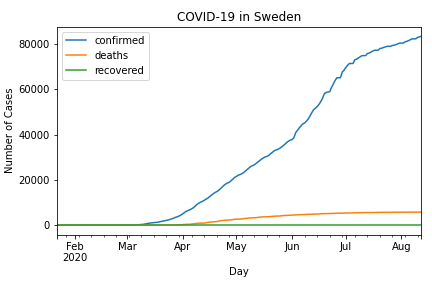 COVID-19 in Sweden
confirmed
deaths
recovered
80000
60000
40000
20000
0
Number of Cases
Feb Mar Apr May Jun Jul Aug
2020
Day